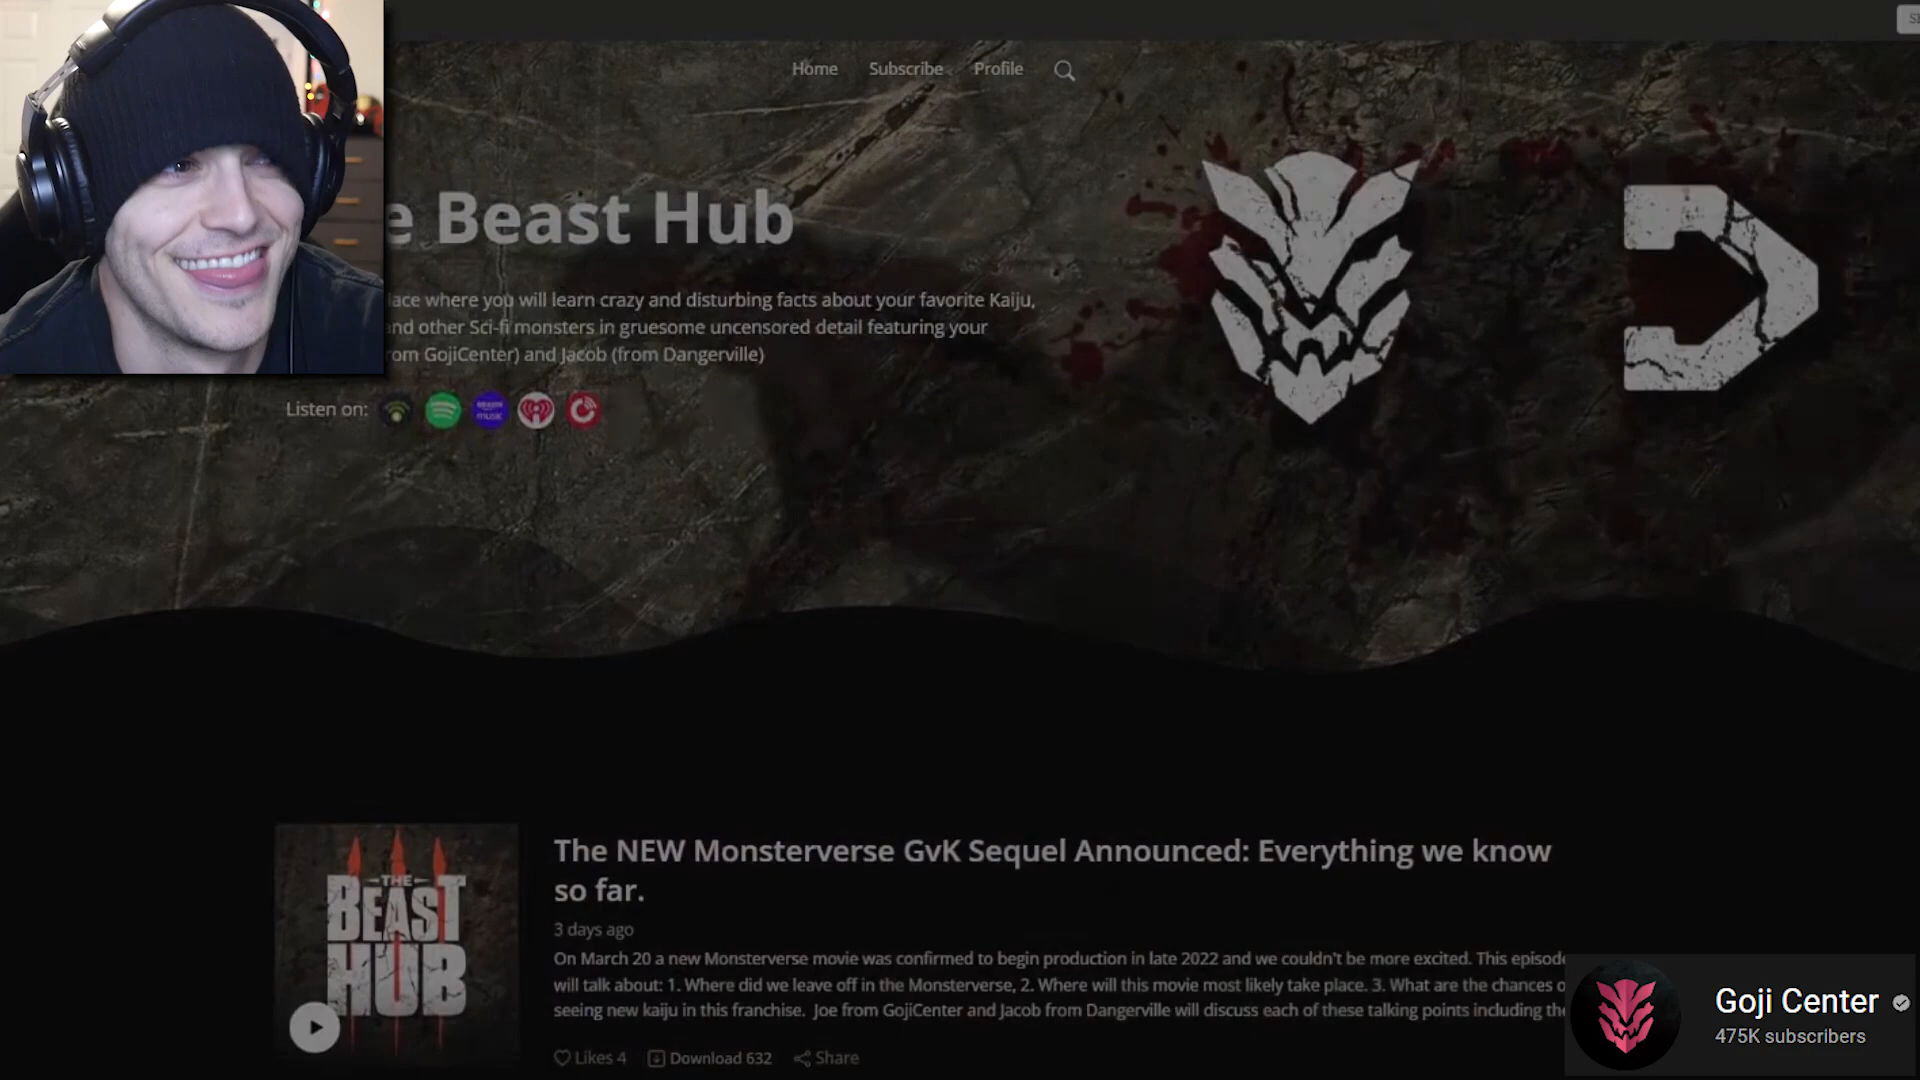 Home Subscribe Profile
e Beast Hub
lace where you will learn crazy and disturbing facts about your favorite Kaiju,
and other Sci-fi monsters in gruesome uncensored detail featuring your
rom GojiCenter) and Jacob (from Dangerville)
Listen on:
amazon
music
THE
BEAST
HUB
The NEW Monsterverse GvK Sequel Announced: Everything we know
so far.
3 days ago
On March 20 a new Monsterverse movie was confirmed to begin production in late 2022 and we couldn't be more excited. This episode
will talk about: 1. Where did we leave off in the Monsterverse, 2. Where will this movie most likely take place. 3. What are the chances o
seeing new kaiju in this franchise. Joe from GojiCenter and Jacob from Dangerville will discuss each of these talking points including the
Likes 4 Download 632 Share
Goji Center
475K subscribers